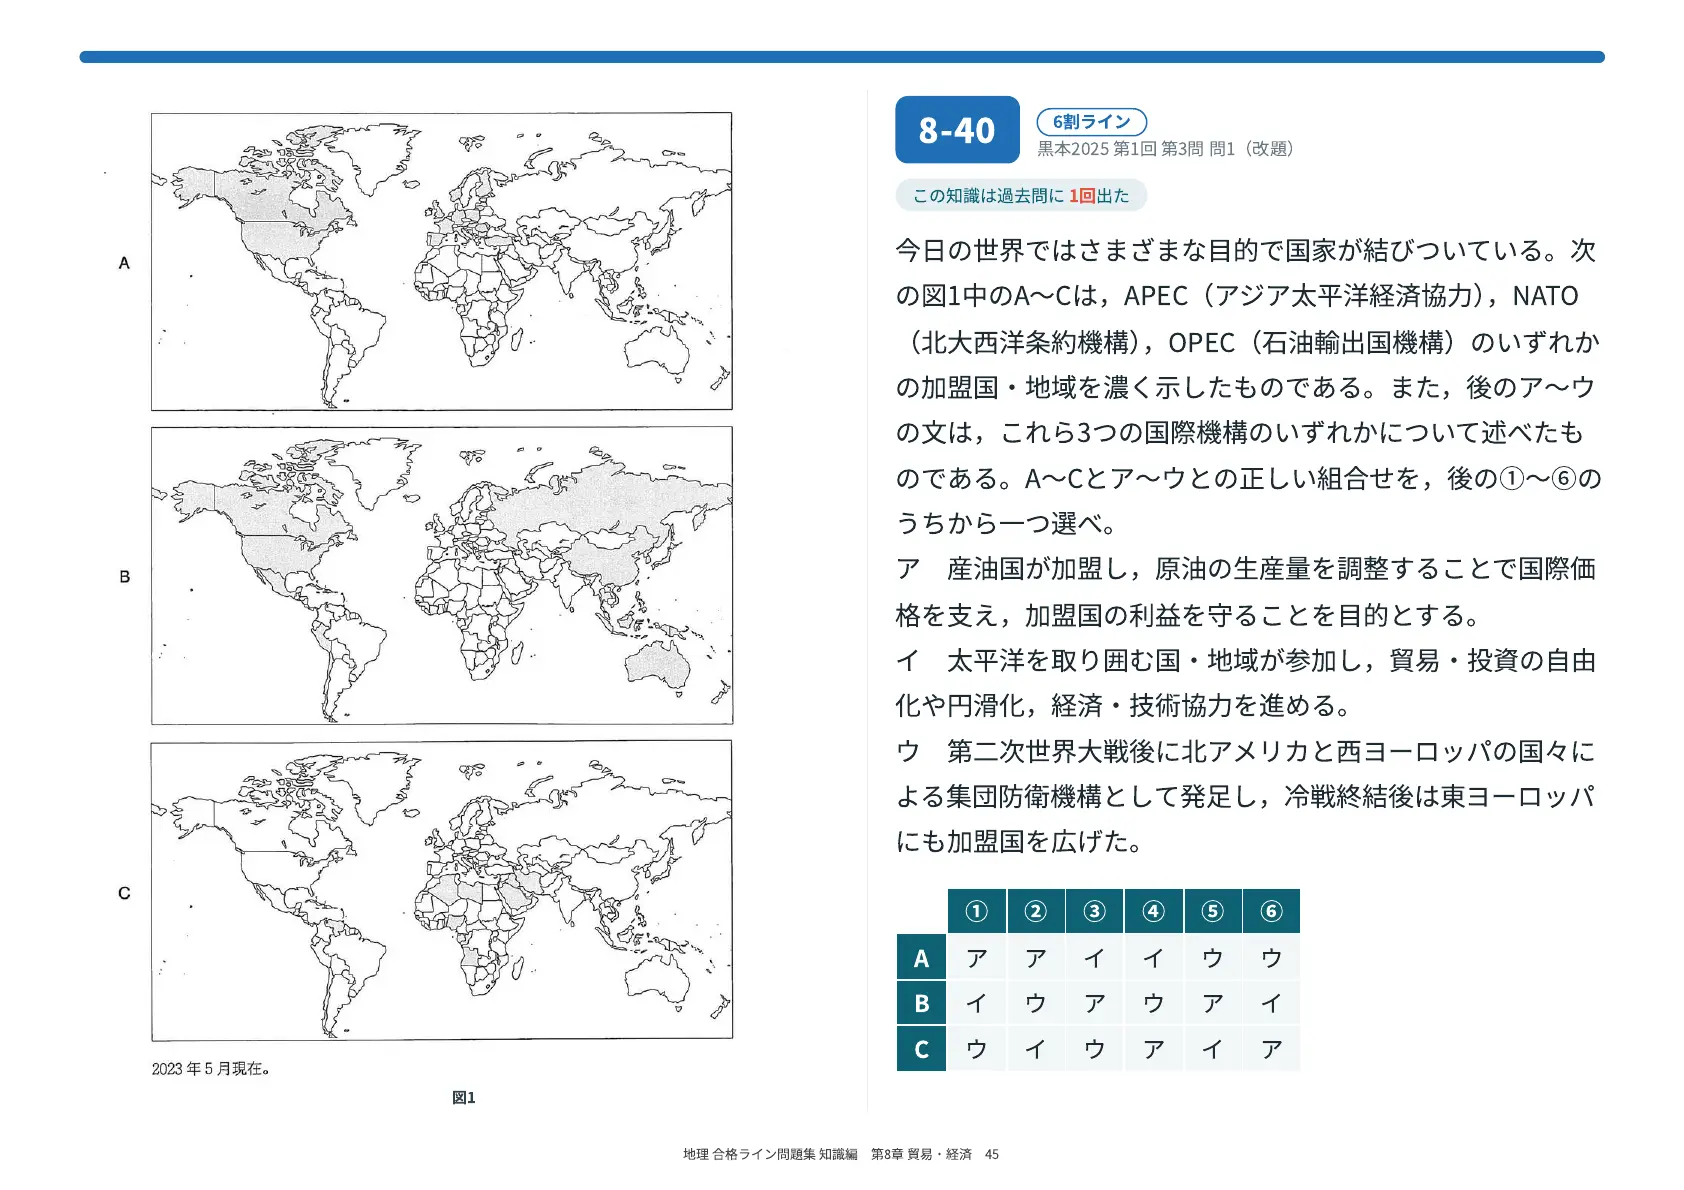 A
B
C
2023年5月現在。
図1
8-40
6割ライン
黒本2025 第1回 第3問 問1（改題）
この知識は過去問に 1回出た
今日の世界ではさまざまな目的で国家が結びついている。次
の図1中のA～Cは，APEC（アジア太平洋経済協力），NATO
（北大西洋条約機構），OPEC（石油輸出国機構）のいずれか
の加盟国・地域を濃く示したものである。また，後のア～ウ
の文は，これら3つの国際機構のいずれかについて述べたも
のである。A～Cとア～ウとの正しい組合せを，後の①～⑥の
うちから一つ選べ。
ア　産油国が加盟し，原油の生産量を調整することで国際価
格を支え，加盟国の利益を守ることを目的とする。
イ　太平洋を取り囲む国・地域が参加し，貿易・投資の自由
化や円滑化，経済・技術協力を進める。
ウ　第二次世界大戦後に北アメリカと西ヨーロッパの国々に
よる集団防衛機構として発足し，冷戦終結後は東ヨーロッパ
にも加盟国を広げた。
① ② ③ ④ ⑤ ⑥
A ア ア イ イ ウ ウ
B イ ウ ア ウ ア イ
C ウ イ ウ ア イ ア
地理 合格ライン問題集 知識編　第8章 貿易・経済　45